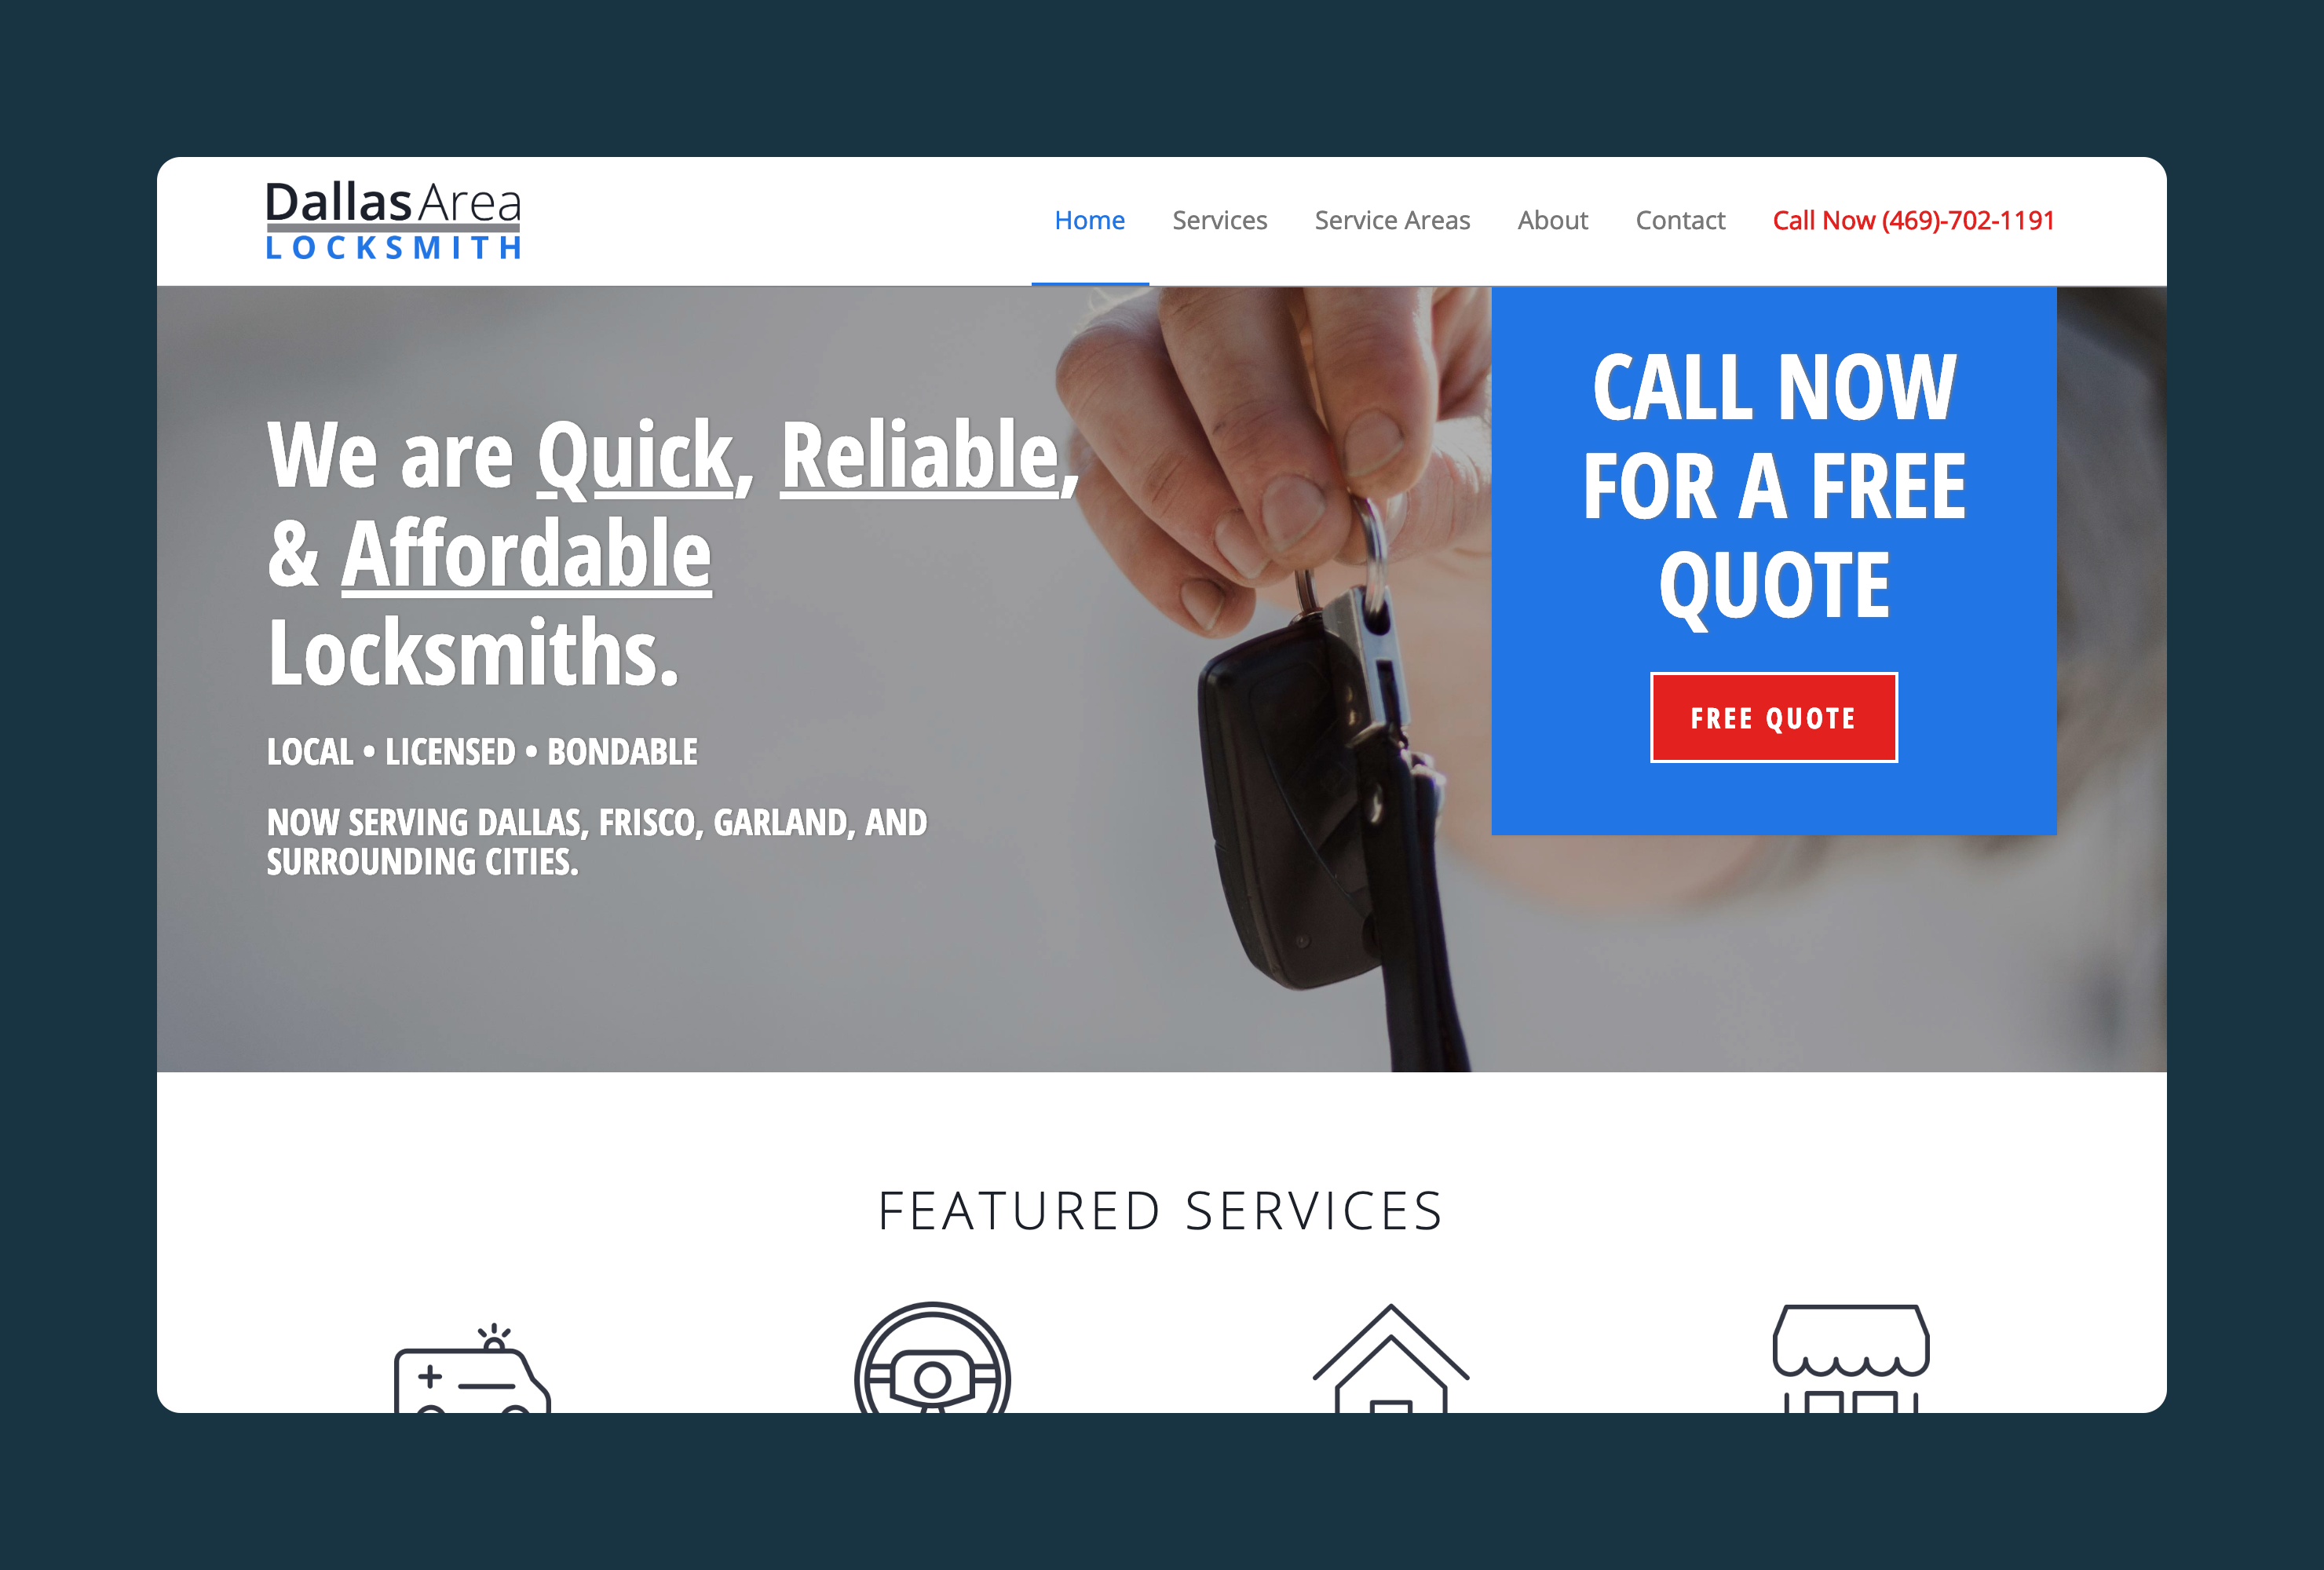 Dallas Area
LOCKSMITH
Home Services Service Areas About Contact Call Now (469)-702-1191
We are Quick, Reliable,
& Affordable
Locksmiths.
LOCAL • LICENSED • BONDABLE
NOW SERVING DALLAS, FRISCO, GARLAND, AND
SURROUNDING CITIES.
CALL NOW
FOR A FREE
QUOTE
FREE QUOTE
FEATURED SERVICES